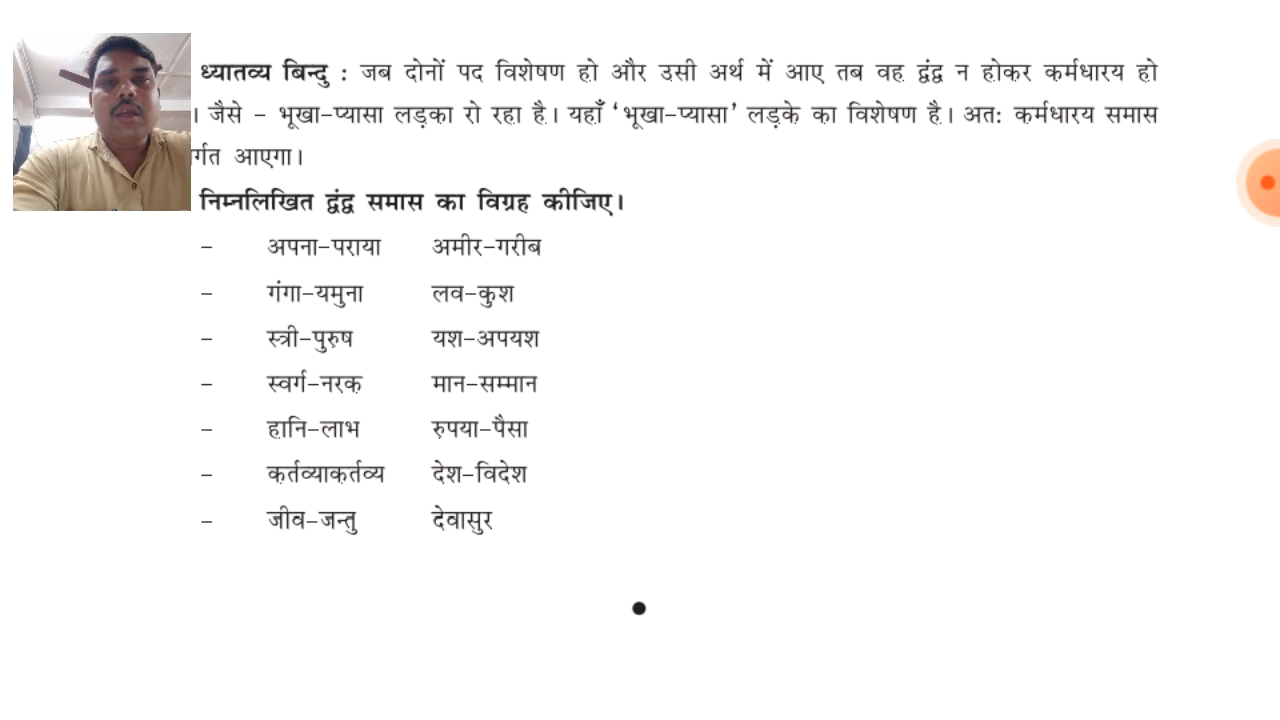 ध्यातव्य बिन्दु : जब दोनों पद विशेषण हो और उसी अर्थ में आए तब वह द्वंद्व न होकर कर्मधारय हो
। जैसे – भूखा-प्यासा लड़का रो रहा है। यहाँ 'भूखा-प्यासा' लड़के का विशेषण है। अतः कर्मधारय समास
आएगा।
निम्नलिखित द्वंद्व समास का विग्रह कीजिए।
– अपना-पराया अमीर-गरीब
– गंगा-यमुना लव-कुश
– स्त्री-पुरुष यश-अपयश
– स्वर्ग-नरक मान-सम्मान
– हानि-लाभ रुपया-पैसा
– कर्तव्याकर्तव्य देश-विदेश
– जीव-जन्तु देवासुर